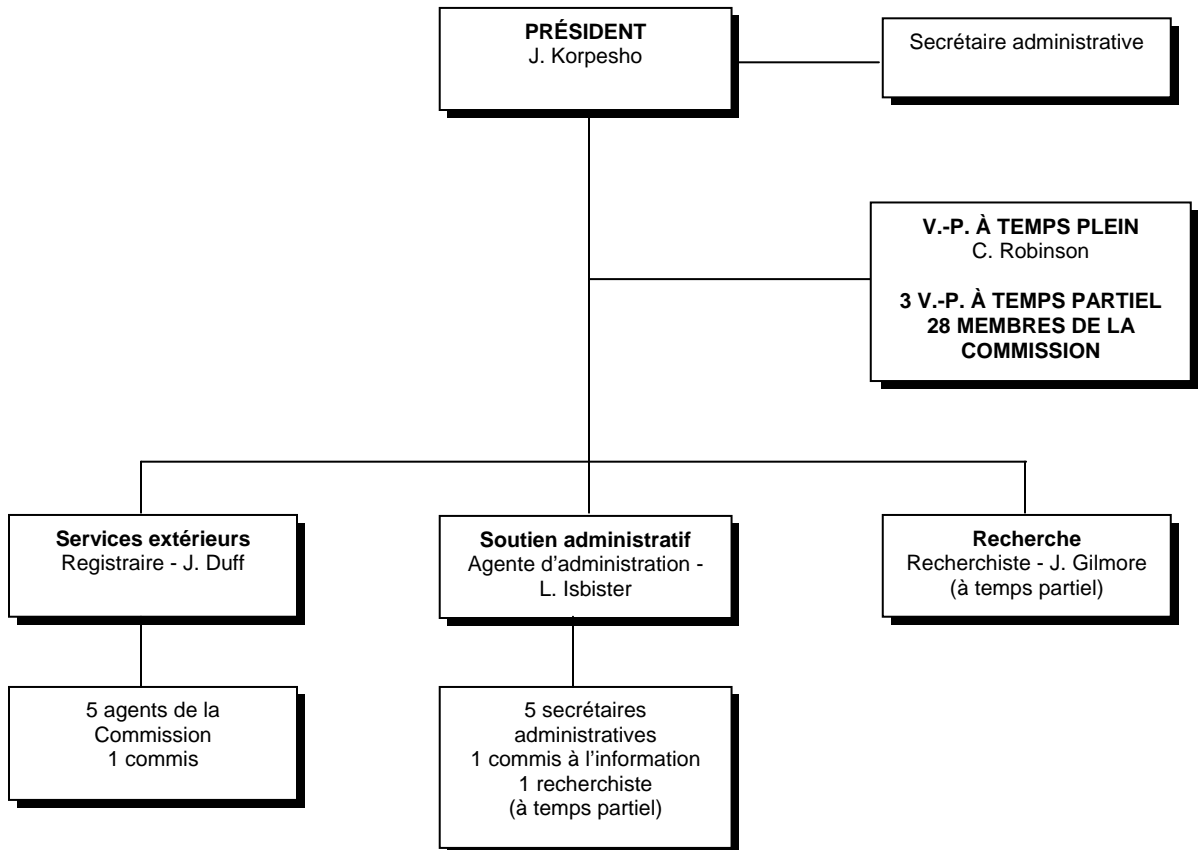 PRÉSIDENT
J. Korpesho
Secrétaire administrative
V.-P. À TEMPS PLEIN
C. Robinson
3 V.-P. À TEMPS PARTIEL
28 MEMBRES DE LA
COMMISSION
Services extérieurs
Registraire - J. Duff
Soutien administratif
Agente d'administration -
L. Isbister
Recherche
Recherchiste - J. Gilmore
(à temps partiel)
5 agents de la
Commission
1 commis
5 secrétaires
administratives
1 commis à l'information
1 recherchiste
(à temps partiel)